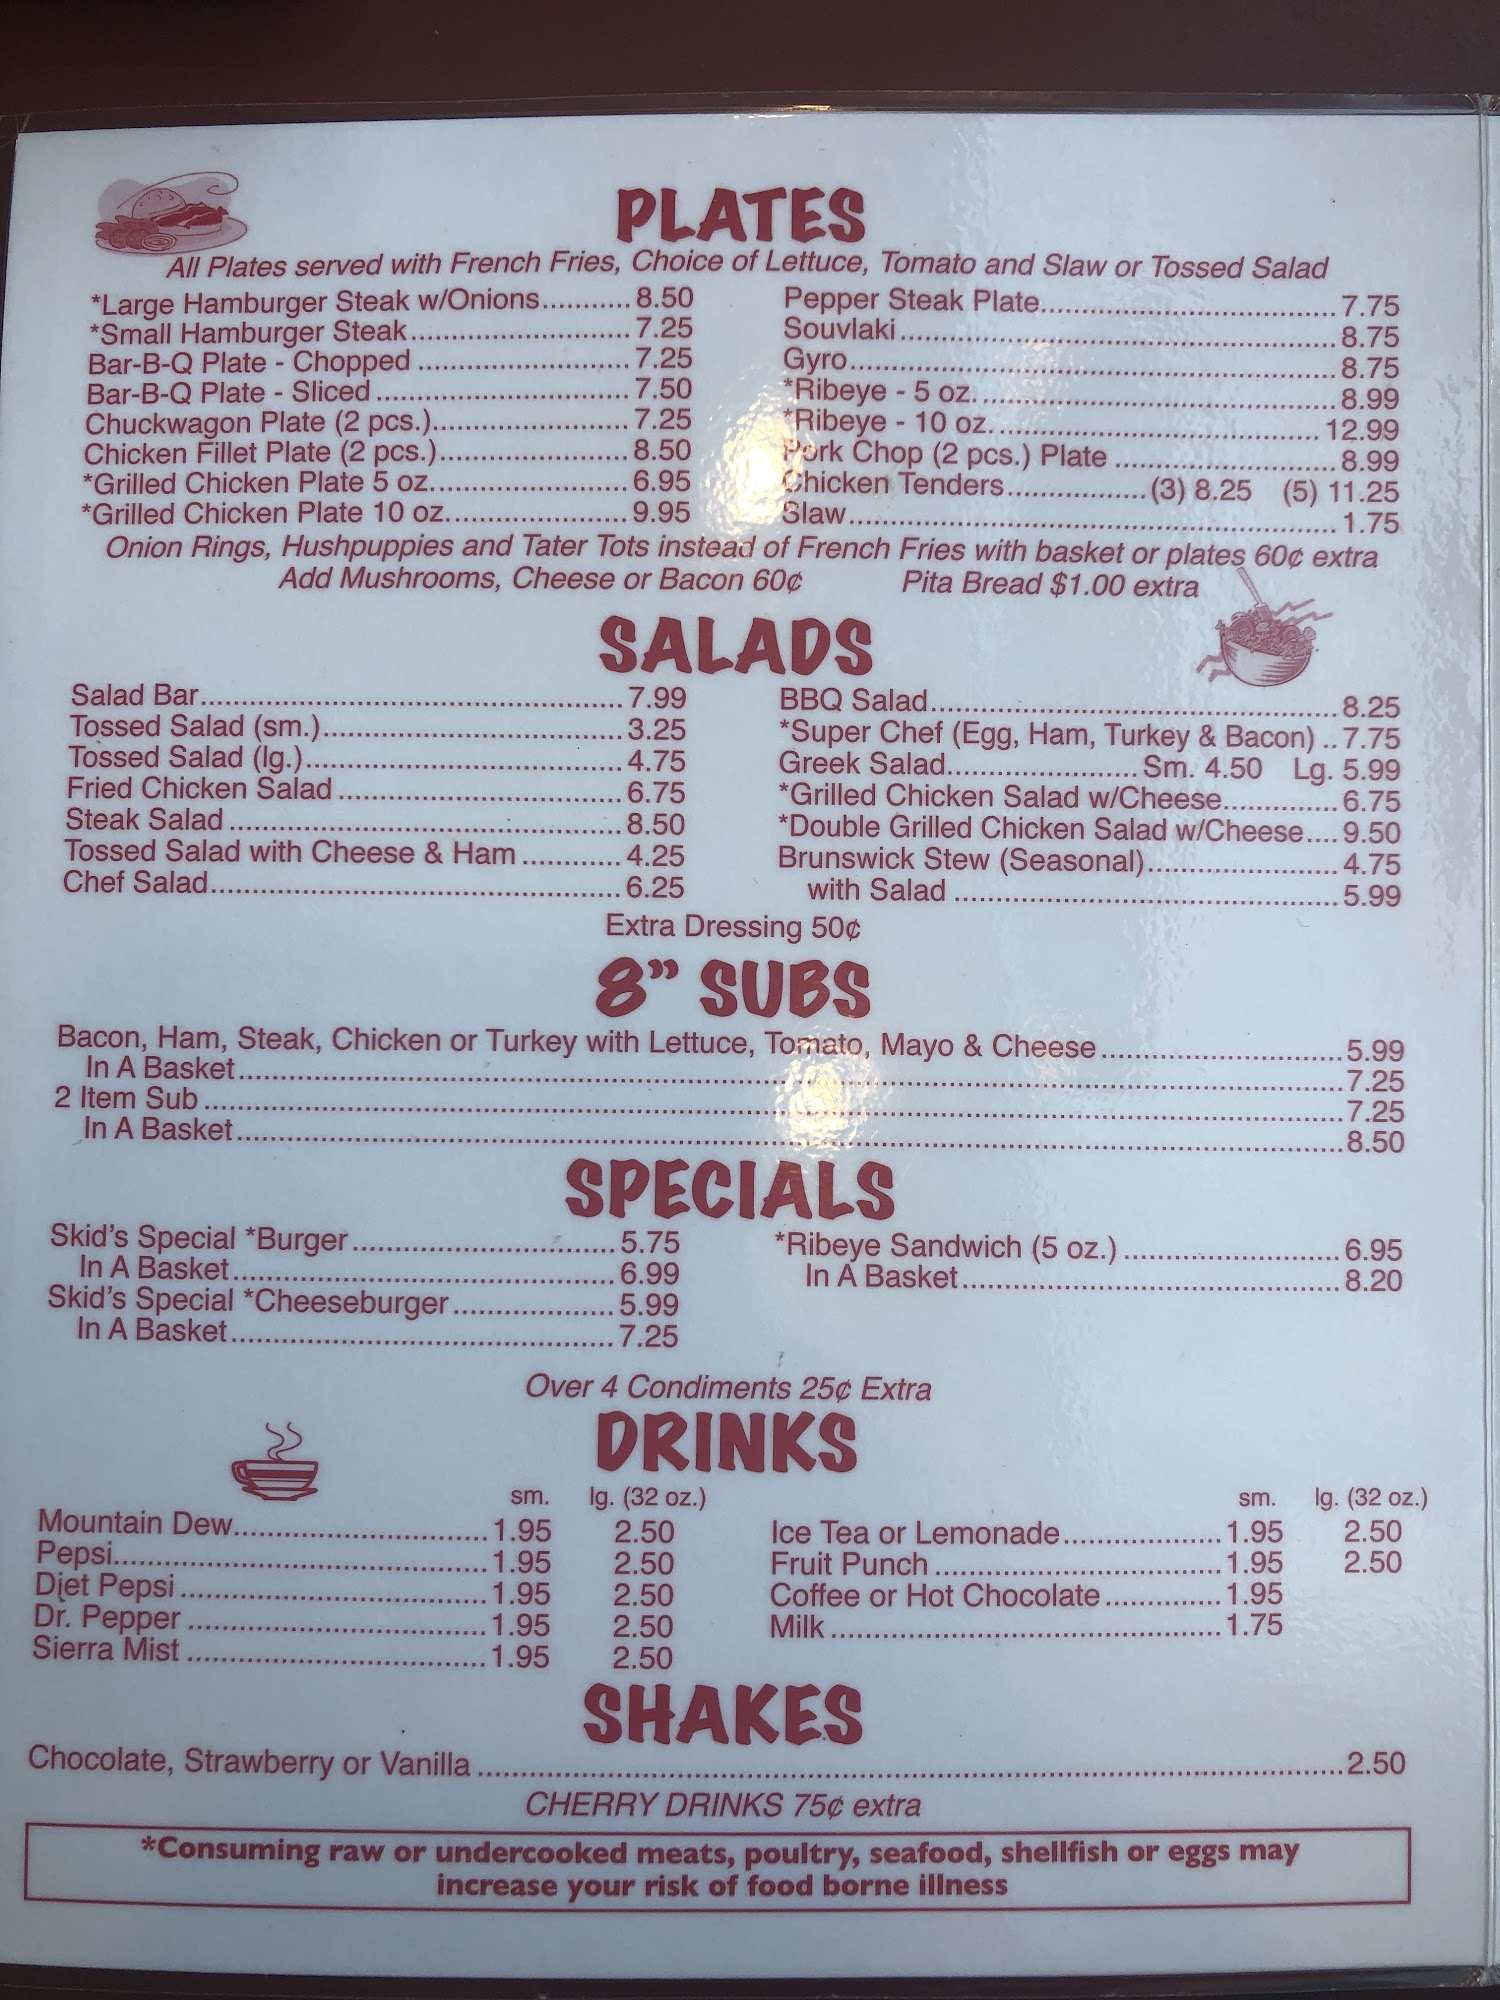 PLATES
All Plates served with French Fries, Choice of Lettuce, Tomato and Slaw or Tossed Salad
*Large Hamburger Steak w/Onions........... 8.50
*Small Hamburger Steak........... 7.25
Bar-B-Q Plate - Chopped ........... 7.25
Bar-B-Q Plate - Sliced ........... 7.50
Chuckwagon Plate (2 pcs.)........... 7.25
Chicken Fillet Plate (2 pcs.)........... 8.50
*Grilled Chicken Plate 5 oz........... 6.95
*Grilled Chicken Plate 10 oz........... 9.95
Pepper Steak Plate........... 7.75
Souvlaki ........... 8.75
Gyro........... 8.75
*Ribeye - 5 oz. ........... 8.99
*Ribeye - 10 oz. ........... 12.99
Pork Chop (2 pcs.) Plate ........... 8.99
Chicken Tenders........... (3) 8.25 (5) 11.25
Slaw........... 1.75
Onion Rings, Hushpuppies and Tater Tots instead of French Fries with basket or plates 60¢ extra
Add Mushrooms, Cheese or Bacon 60¢ Pita Bread $1.00 extra
SALADS
Salad Bar........... 7.99
Tossed Salad (sm.)........... 3.25
Tossed Salad (lg.)........... 4.75
Fried Chicken Salad ........... 6.75
Steak Salad ........... 8.50
Tossed Salad with Cheese & Ham ........... 4.25
Chef Salad........... 6.25
BBQ Salad........... 8.25
*Super Chef (Egg, Ham, Turkey & Bacon) .. 7.75
Greek Salad........... Sm. 4.50 Lg. 5.99
*Grilled Chicken Salad w/Cheese........... 6.75
*Double Grilled Chicken Salad w/Cheese.... 9.50
Brunswick Stew (Seasonal)........... 4.75
with Salad ........... 5.99
Extra Dressing 50¢
8" SUBS
Bacon, Ham, Steak, Chicken or Turkey with Lettuce, Tomato, Mayo & Cheese ........... 5.99
In A Basket........... 7.25
2 Item Sub ........... 7.25
In A Basket........... 8.50
SPECIALS
Skid's Special *Burger ........... 5.75
In A Basket........... 6.99
Skid's Special *Cheeseburger ........... 5.99
In A Basket........... 7.25
*Ribeye Sandwich (5 oz.) ........... 6.95
In A Basket ........... 8.20
Over 4 Condiments 25¢ Extra
DRINKS
sm. lg. (32 oz.)
Mountain Dew........... 1.95 2.50
Pepsi........... 1.95 2.50
Diet Pepsi ........... 1.95 2.50
Dr. Pepper ........... 1.95 2.50
Sierra Mist ........... 1.95 2.50
sm. lg. (32 oz.)
Ice Tea or Lemonade........... 1.95 2.50
Fruit Punch ........... 1.95 2.50
Coffee or Hot Chocolate ........... 1.95
Milk ........... 1.75
SHAKES
Chocolate, Strawberry or Vanilla ........... 2.50
CHERRY DRINKS 75¢ extra
*Consuming raw or undercooked meats, poultry, seafood, shellfish or eggs may
increase your risk of food borne illness